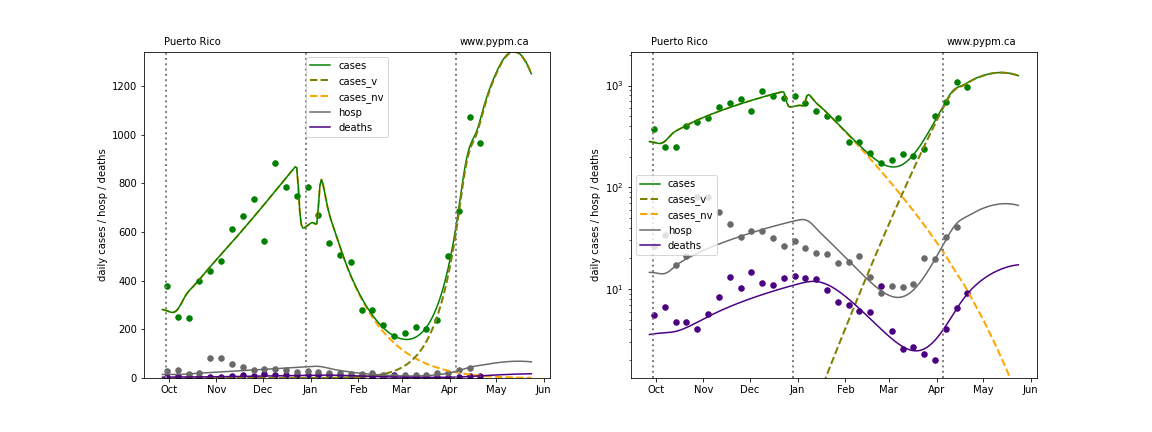 Puerto Rico www.pypm.ca
1200
1000
800
600
400
200
0
daily cases / hosp / deaths
cases
cases_v
cases_nv
hosp
deaths
Oct Nov Dec Jan Feb Mar Apr May Jun
Puerto Rico www.pypm.ca
10³
10²
10¹
daily cases / hosp / deaths
cases
cases_v
cases_nv
hosp
deaths
Oct Nov Dec Jan Feb Mar Apr May Jun